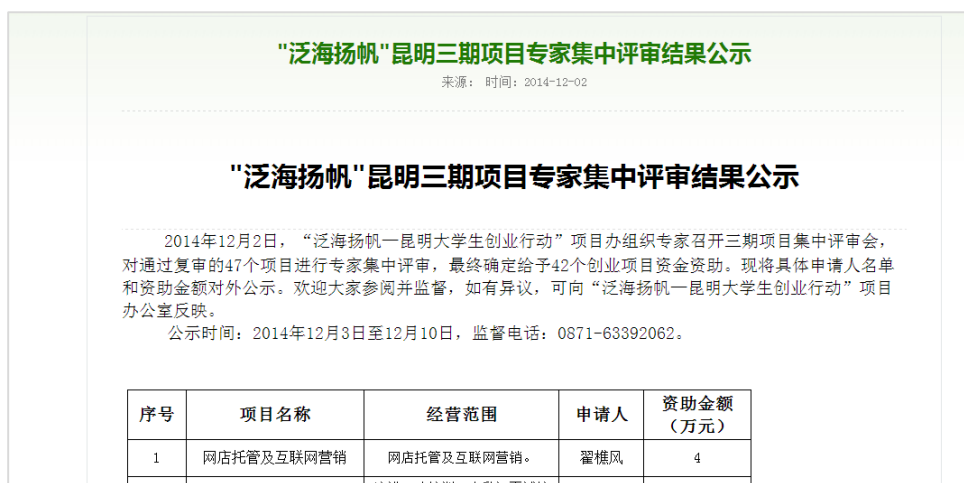 "泛海扬帆"昆明三期项目专家集中评审结果公示
来源： 时间：2014-12-02
"泛海扬帆"昆明三期项目专家集中评审结果公示
2014年12月2日，“泛海扬帆—昆明大学生创业行动”项目办组织专家召开三期项目集中评审会，
对通过复审的47个项目进行专家集中评审，最终确定给予42个创业项目资金资助。现将具体申请人名单
和资助金额对外公示。欢迎大家参阅并监督，如有异议，可向“泛海扬帆—昆明大学生创业行动”项目
办公室反映。
公示时间：2014年12月3日至12月10日，监督电话：0871-63392062。
序号 项目名称 经营范围 申请人 资助金额
（万元）
1 网店托管及互联网营销 网店托管及互联网营销。 翟樵风 4